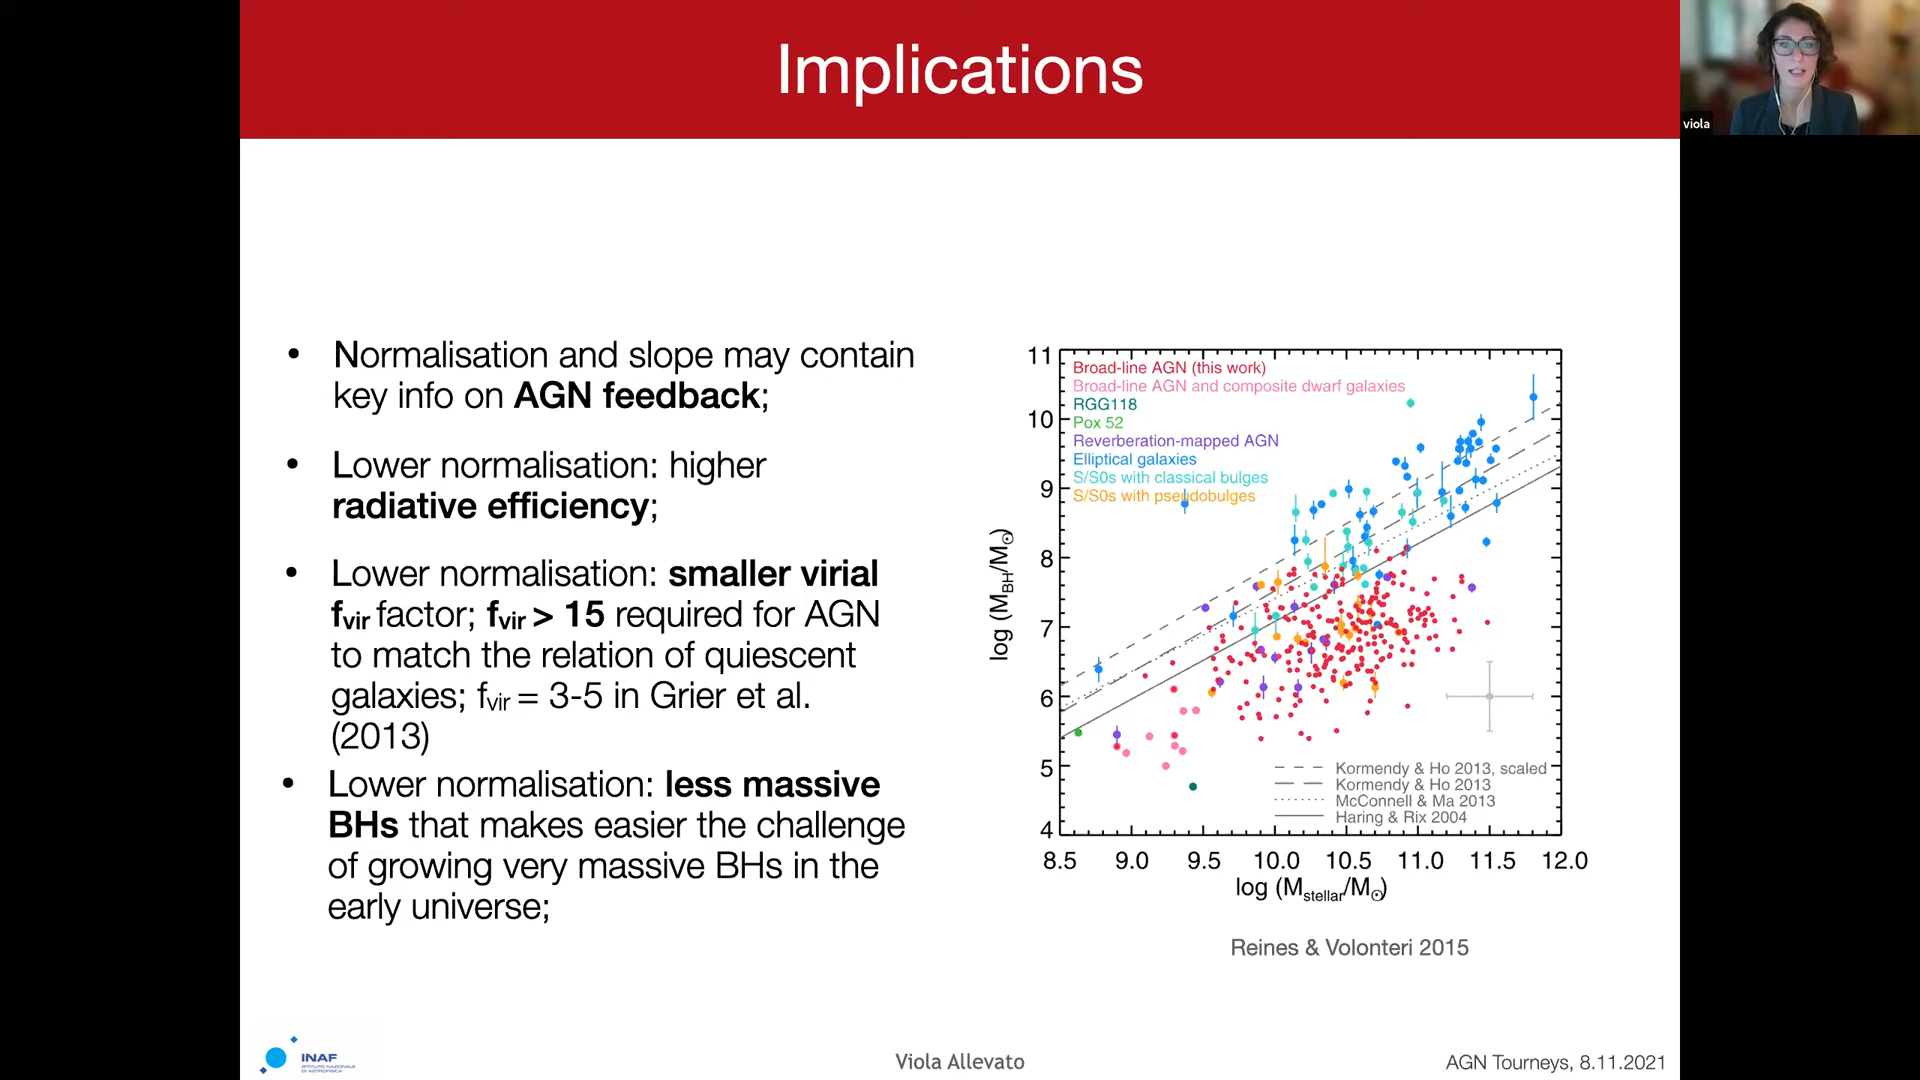 Implications
viola
• Normalisation and slope may contain
key info on AGN feedback;
• Lower normalisation: higher
radiative efficiency;
• Lower normalisation: smaller virial
fvir factor; fvir > 15 required for AGN
to match the relation of quiescent
galaxies; fvir = 3-5 in Grier et al.
(2013)
• Lower normalisation: less massive
BHs that makes easier the challenge
of growing very massive BHs in the
early universe;
11
10
9
8
7
6
5
4
log (MBH/M☉)
Broad-line AGN (this work)
Broad-line AGN and composite dwarf galaxies
RGG118
Pox 52
Reverberation-mapped AGN
Elliptical galaxies
S/S0s with classical bulges
S/S0s with pseudobulges
Kormendy & Ho 2013, scaled
Kormendy & Ho 2013
McConnell & Ma 2013
Haring & Rix 2004
8.5 9.0 9.5 10.0 10.5 11.0 11.5 12.0
log (Mstellar/M☉)
Reines & Volonteri 2015
INAF
ISTITUTO NAZIONALE
DI ASTROFISICA
Viola Allevato
AGN Tourneys, 8.11.2021